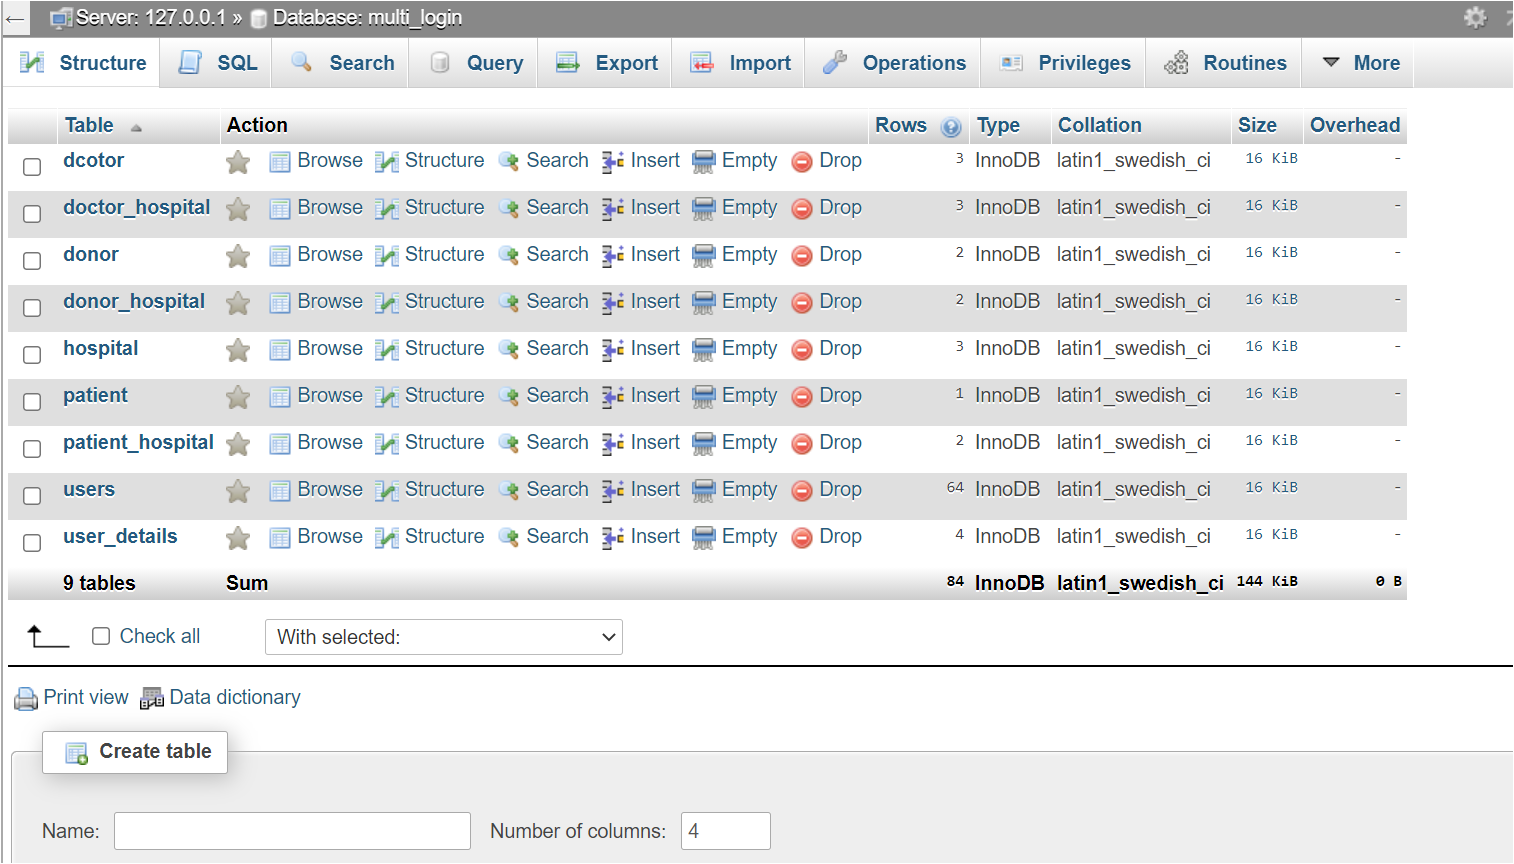 Server: 127.0.0.1 » Database: multi_login
Structure SQL Search Query Export Import Operations Privileges Routines More
Table Action Rows Type Collation Size Overhead
dcotor Browse Structure Search Insert Empty Drop 3 InnoDB latin1_swedish_ci 16 KiB -
doctor_hospital Browse Structure Search Insert Empty Drop 3 InnoDB latin1_swedish_ci 16 KiB -
donor Browse Structure Search Insert Empty Drop 2 InnoDB latin1_swedish_ci 16 KiB -
donor_hospital Browse Structure Search Insert Empty Drop 2 InnoDB latin1_swedish_ci 16 KiB -
hospital Browse Structure Search Insert Empty Drop 3 InnoDB latin1_swedish_ci 16 KiB -
patient Browse Structure Search Insert Empty Drop 1 InnoDB latin1_swedish_ci 16 KiB -
patient_hospital Browse Structure Search Insert Empty Drop 2 InnoDB latin1_swedish_ci 16 KiB -
users Browse Structure Search Insert Empty Drop 64 InnoDB latin1_swedish_ci 16 KiB -
user_details Browse Structure Search Insert Empty Drop 4 InnoDB latin1_swedish_ci 16 KiB -
9 tables Sum 84 InnoDB latin1_swedish_ci 144 KiB 0 B
Check all With selected:
Print view Data dictionary
Create table
Name: Number of columns: 4